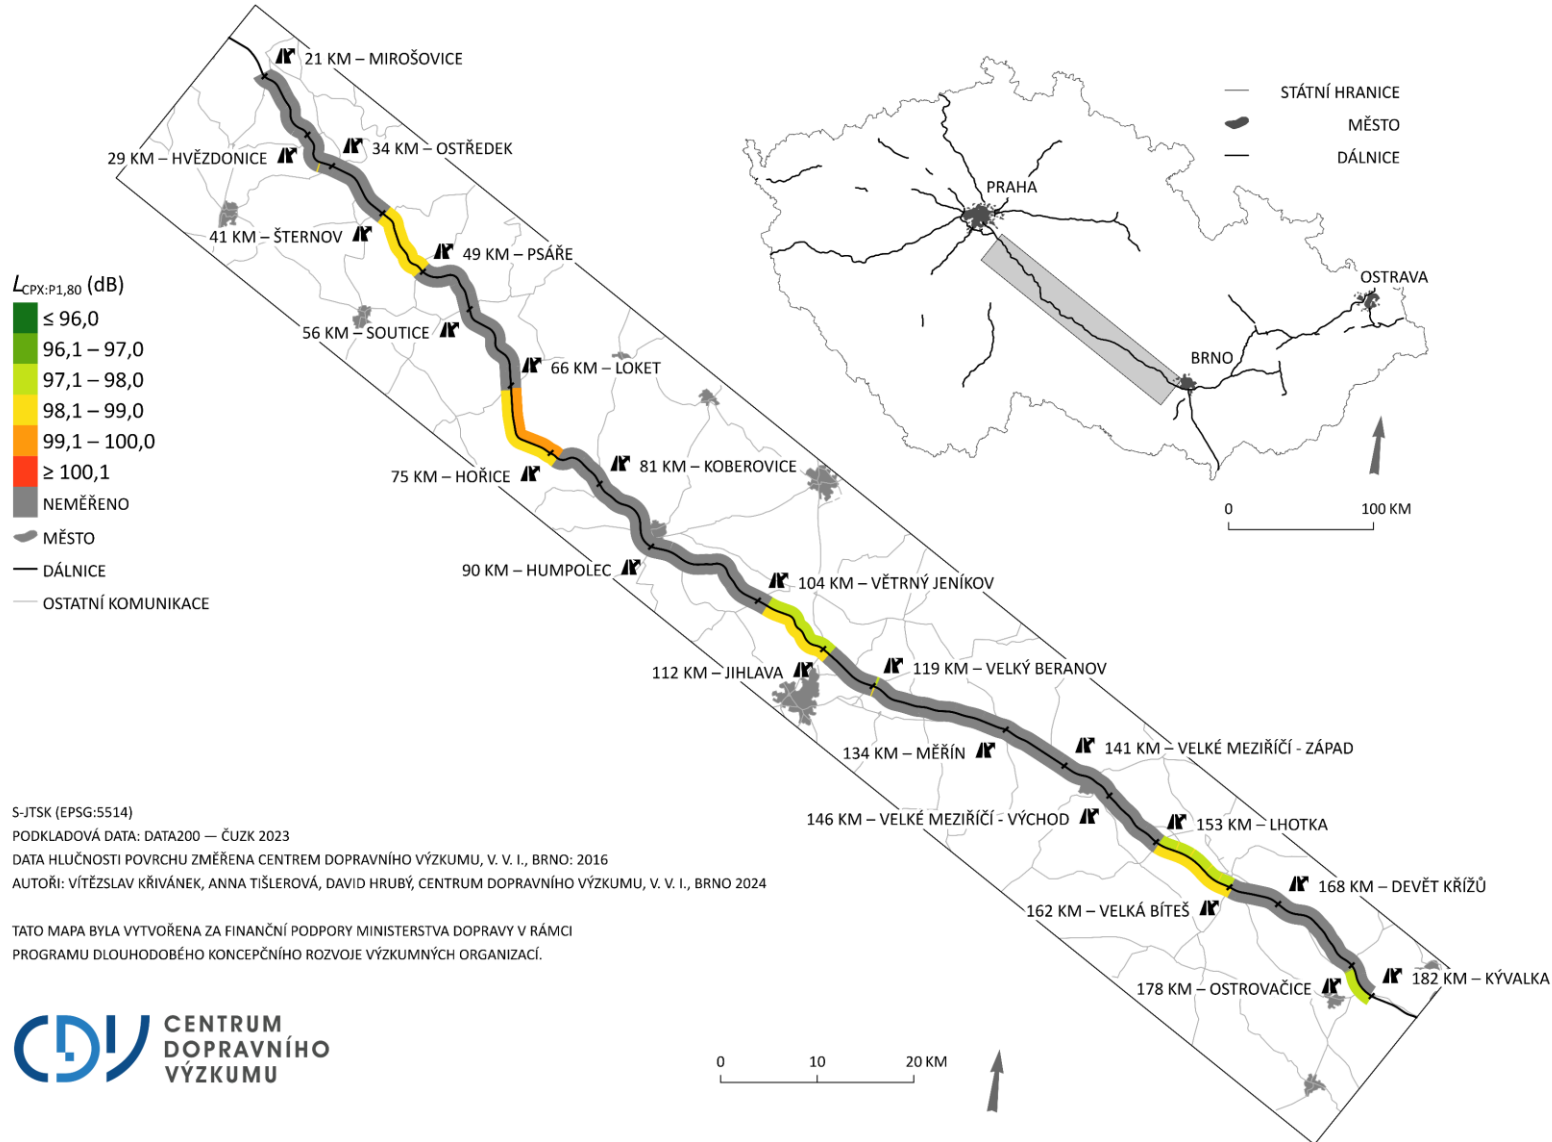 21 KM – MIROŠOVICE
29 KM – HVĚZDONICE
34 KM – OSTŘEDEK
41 KM – ŠTERNOV
49 KM – PSÁŘE
56 KM – SOUTICE
66 KM – LOKET
75 KM – HOŘICE
81 KM – KOBEROVICE
90 KM – HUMPOLEC
104 KM – VĚTRNÝ JENÍKOV
112 KM – JIHLAVA
119 KM – VELKÝ BERANOV
134 KM – MĚŘÍN
141 KM – VELKÉ MEZIŘÍČÍ - ZÁPAD
146 KM – VELKÉ MEZIŘÍČÍ - VÝCHOD
153 KM – LHOTKA
162 KM – VELKÁ BÍTEŠ
168 KM – DEVĚT KŘÍŽŮ
178 KM – OSTROVAČICE
182 KM – KÝVALKA
STÁTNÍ HRANICE
MĚSTO
DÁLNICE
PRAHA
OSTRAVA
BRNO
0 100 KM
LCPX:P1,80 (dB)
≤ 96,0
96,1 – 97,0
97,1 – 98,0
98,1 – 99,0
99,1 – 100,0
≥ 100,1
NEMĚŘENO
MĚSTO
DÁLNICE
OSTATNÍ KOMUNIKACE
S-JTSK (EPSG:5514)
PODKLADOVÁ DATA: DATA200 — ČUZK 2023
DATA HLUČNOSTI POVRCHU ZMĚŘENA CENTREM DOPRAVNÍHO VÝZKUMU, V. V. I., BRNO: 2016
AUTOŘI: VÍTĚZSLAV KŘIVÁNEK, ANNA TIŠLEROVÁ, DAVID HRUBÝ, CENTRUM DOPRAVNÍHO VÝZKUMU, V. V. I., BRNO 2024
TATO MAPA BYLA VYTVOŘENA ZA FINANČNÍ PODPORY MINISTERSTVA DOPRAVY V RÁMCI
PROGRAMU DLOUHODOBÉHO KONCEPČNÍHO ROZVOJE VÝZKUMNÝCH ORGANIZACÍ.
CDV
CENTRUM
DOPRAVNÍHO
VÝZKUMU
0 10 20 KM